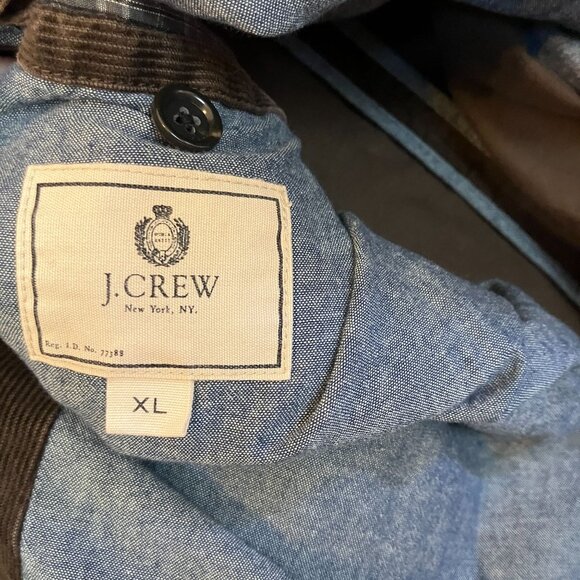 J.CREW
New York, NY.
Reg. I.D. No. 77388
XL